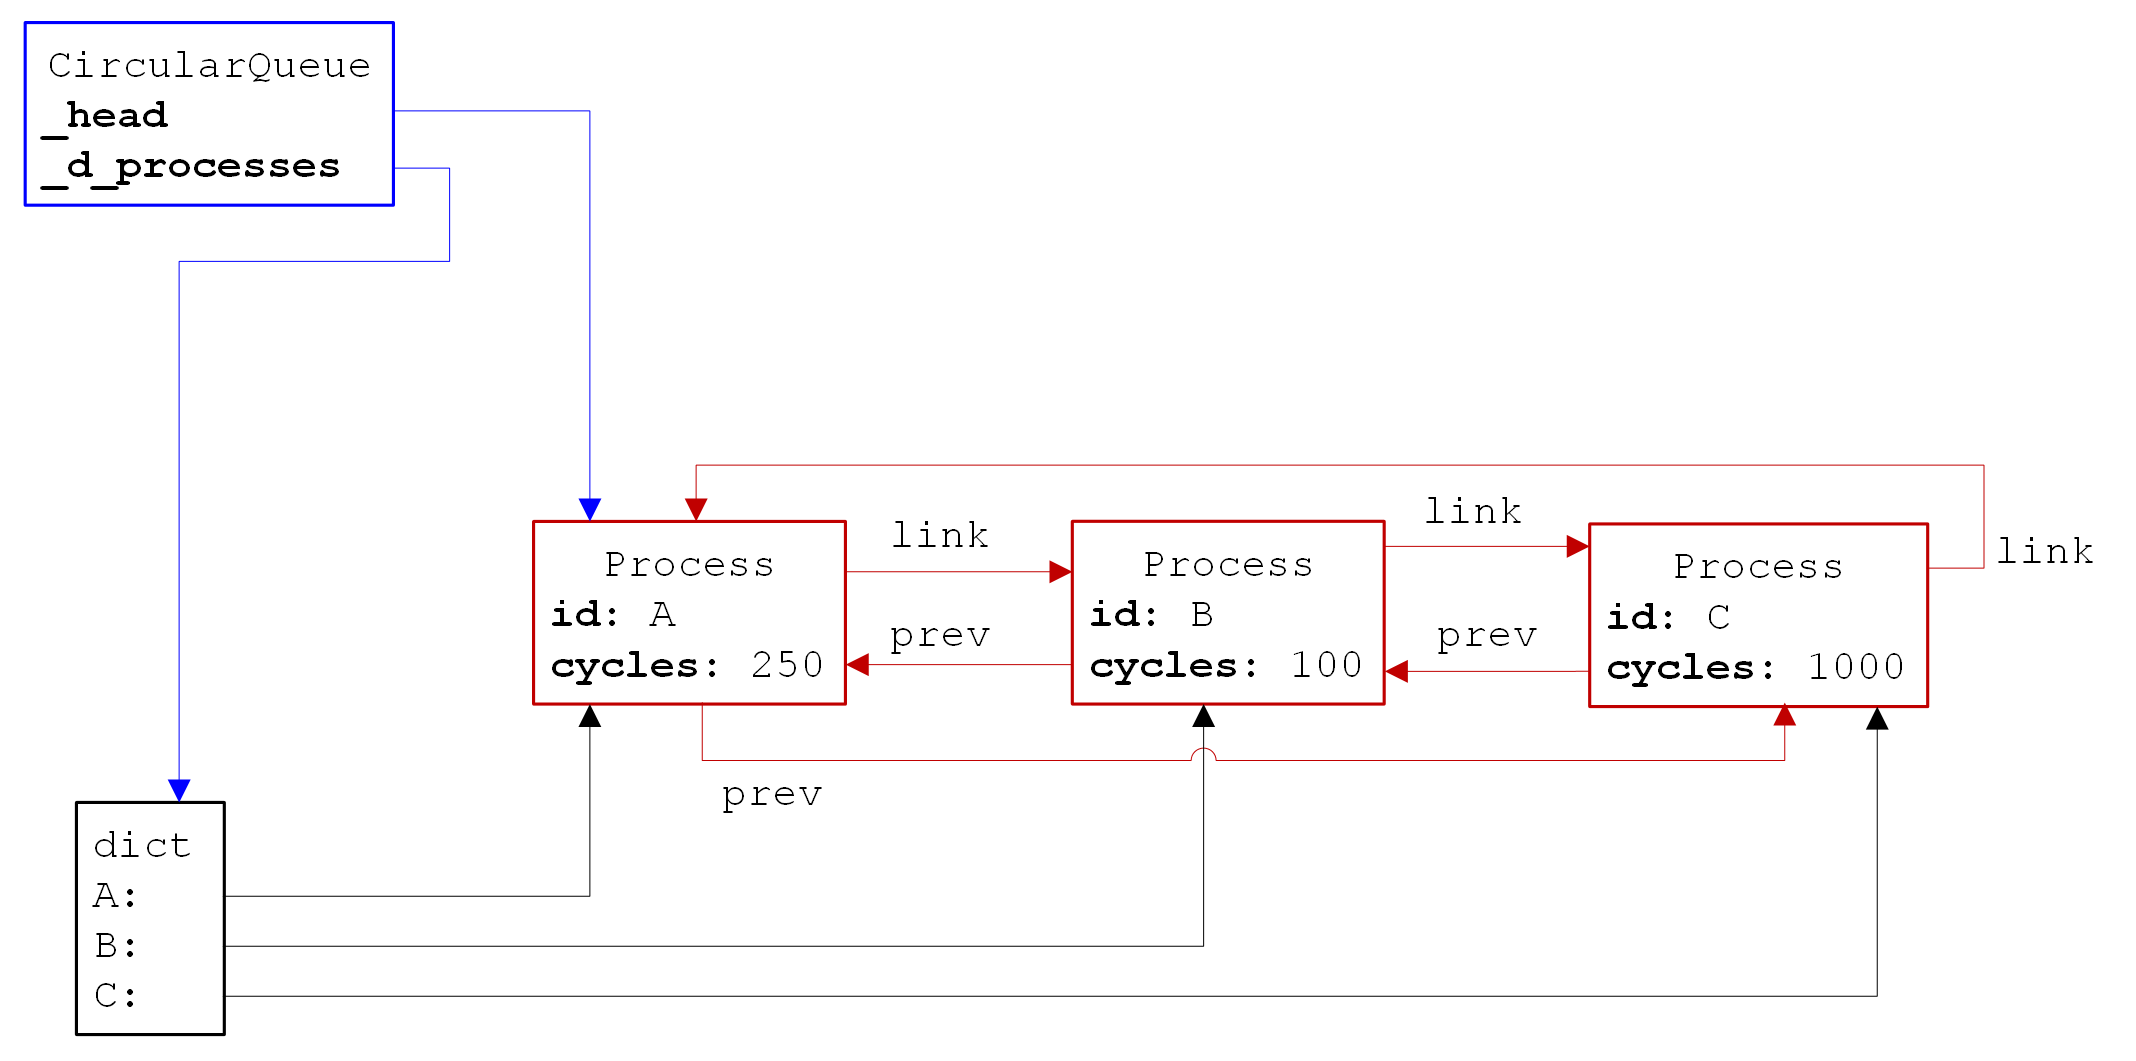 CircularQueue
_head
_d_processes
link
link
link
Process
id: A
cycles: 250
prev
Process
id: B
cycles: 100
prev
Process
id: C
cycles: 1000
prev
dict
A:
B:
C: